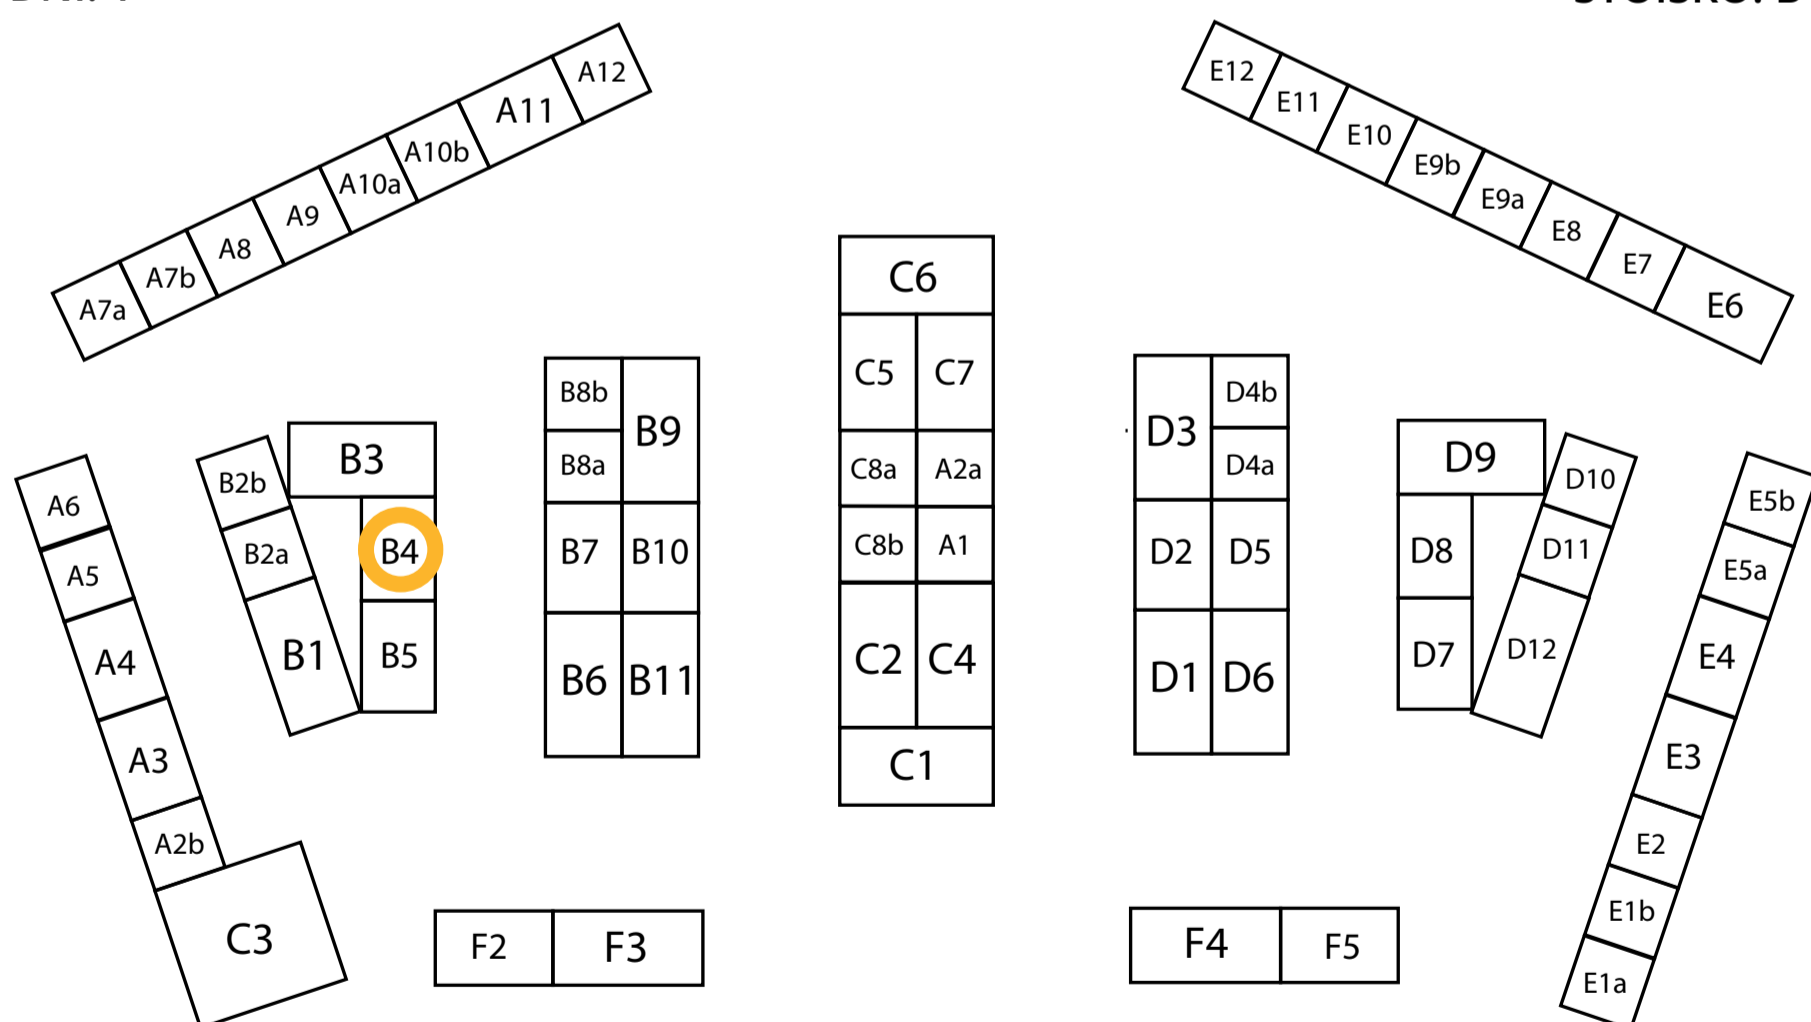 A12
A11
A10b
A10a
A9
A8
A7b
A7a
E12
E11
E10
E9b
E9a
E8
E7
E6
C6
C5 C7
C8a A2a
C8b A1
C2 C4
C1
B8b
B9
B8a
B7 B10
B6 B11
D3
D4b
D4a
D2 D5
D1 D6
B3
B2b
B2a
B4
B1
B5
D9
D10
D11
D8
D7
D12
A6
A5
A4
A3
A2b
C3
E5b
E5a
E4
E3
E2
E1b
E1a
F2 F3
F4 F5